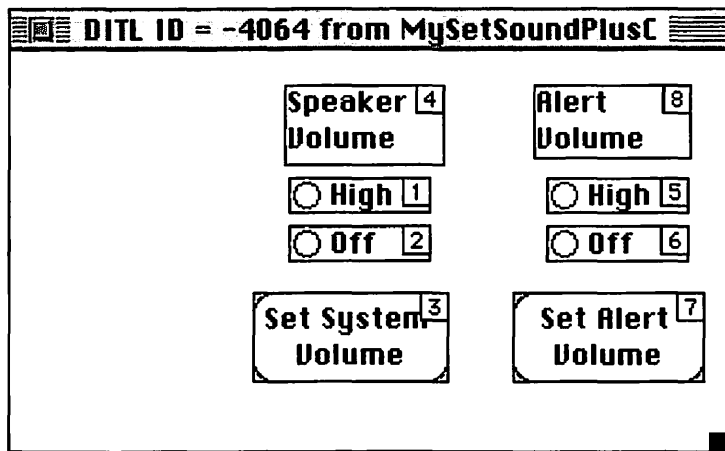 DITL ID = -4064 from MySetSoundPlusC
Speaker 4 Alert 8
Volume Volume
High 1 High 5
Off 2 Off 6
Set System 3 Set Alert 7
Volume Volume